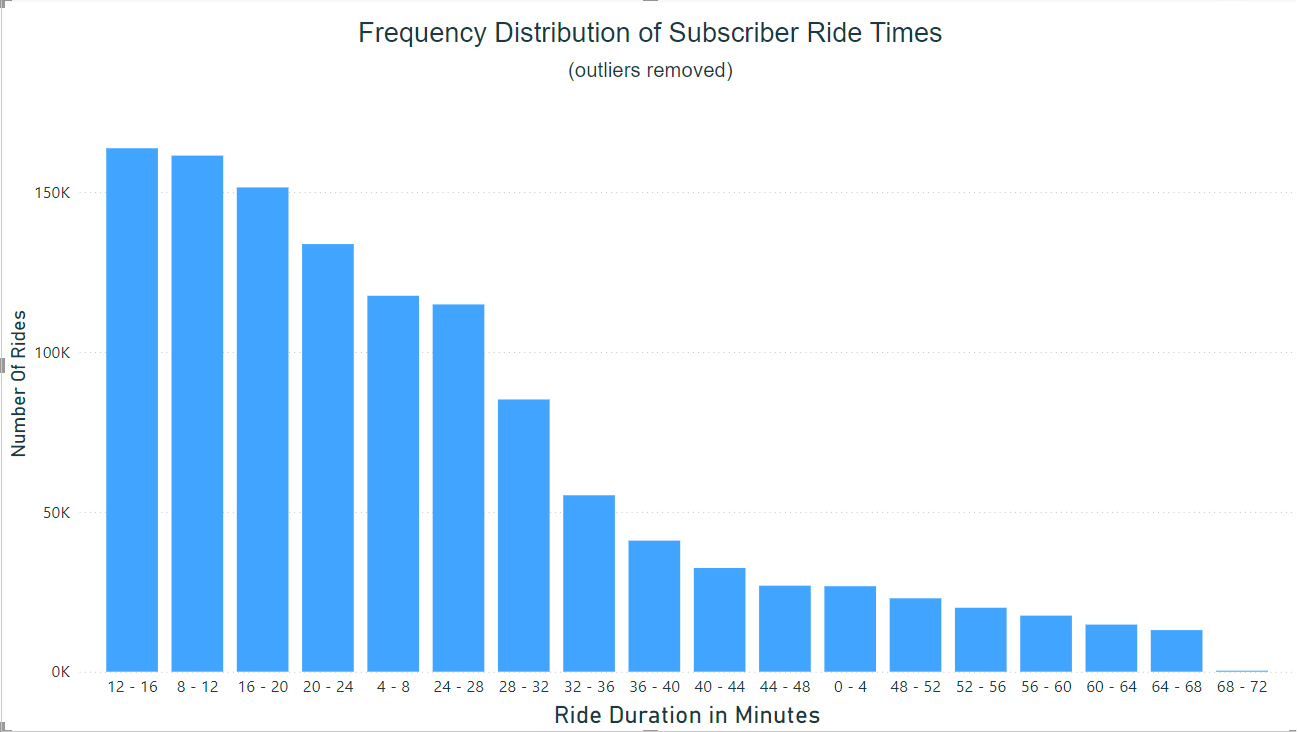 Frequency Distribution of Subscriber Ride Times
(outliers removed)
Number Of Rides
150K
100K
50K
0K
12 - 16 8 - 12 16 - 20 20 - 24 4 - 8 24 - 28 28 - 32 32 - 36 36 - 40 40 - 44 44 - 48 0 - 4 48 - 52 52 - 56 56 - 60 60 - 64 64 - 68 68 - 72
Ride Duration in Minutes